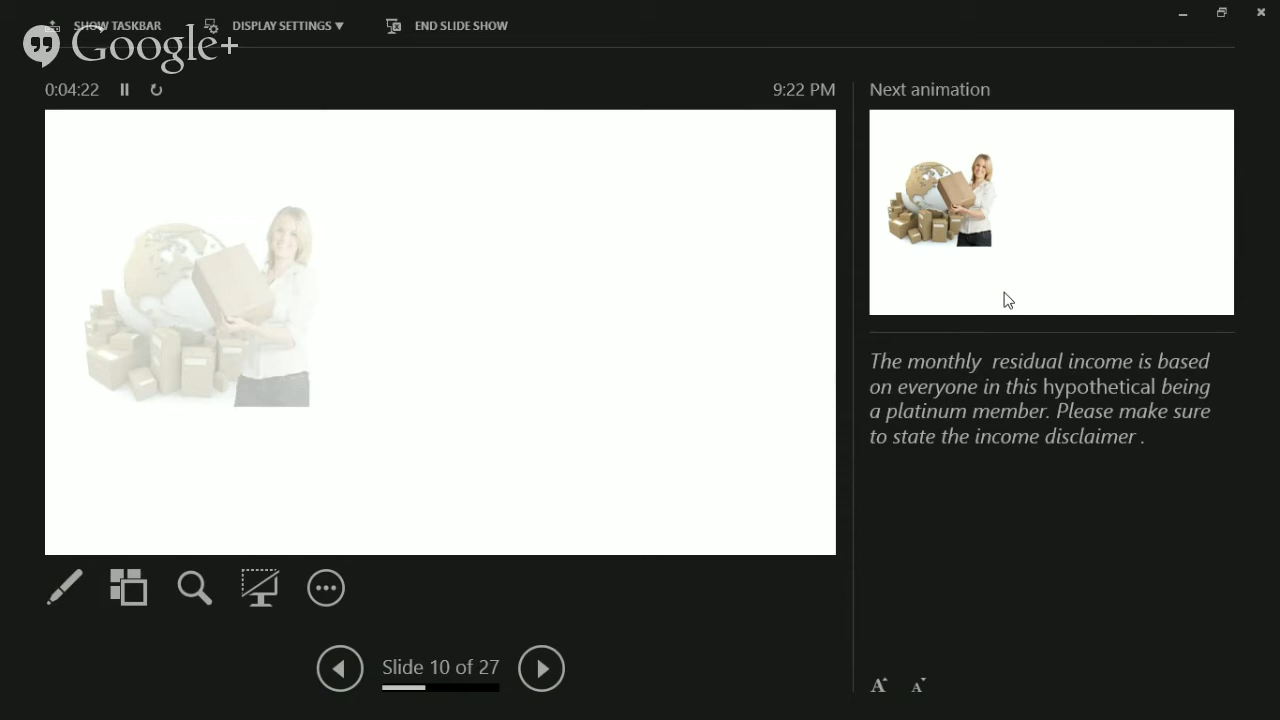 SHOW TASKBAR DISPLAY SETTINGS ▼ END SLIDE SHOW
Google+
0:04:22 9:22 PM Next animation
The monthly residual income is based
on everyone in this hypothetical being
a platinum member. Please make sure
to state the income disclaimer .
Slide 10 of 27
A A